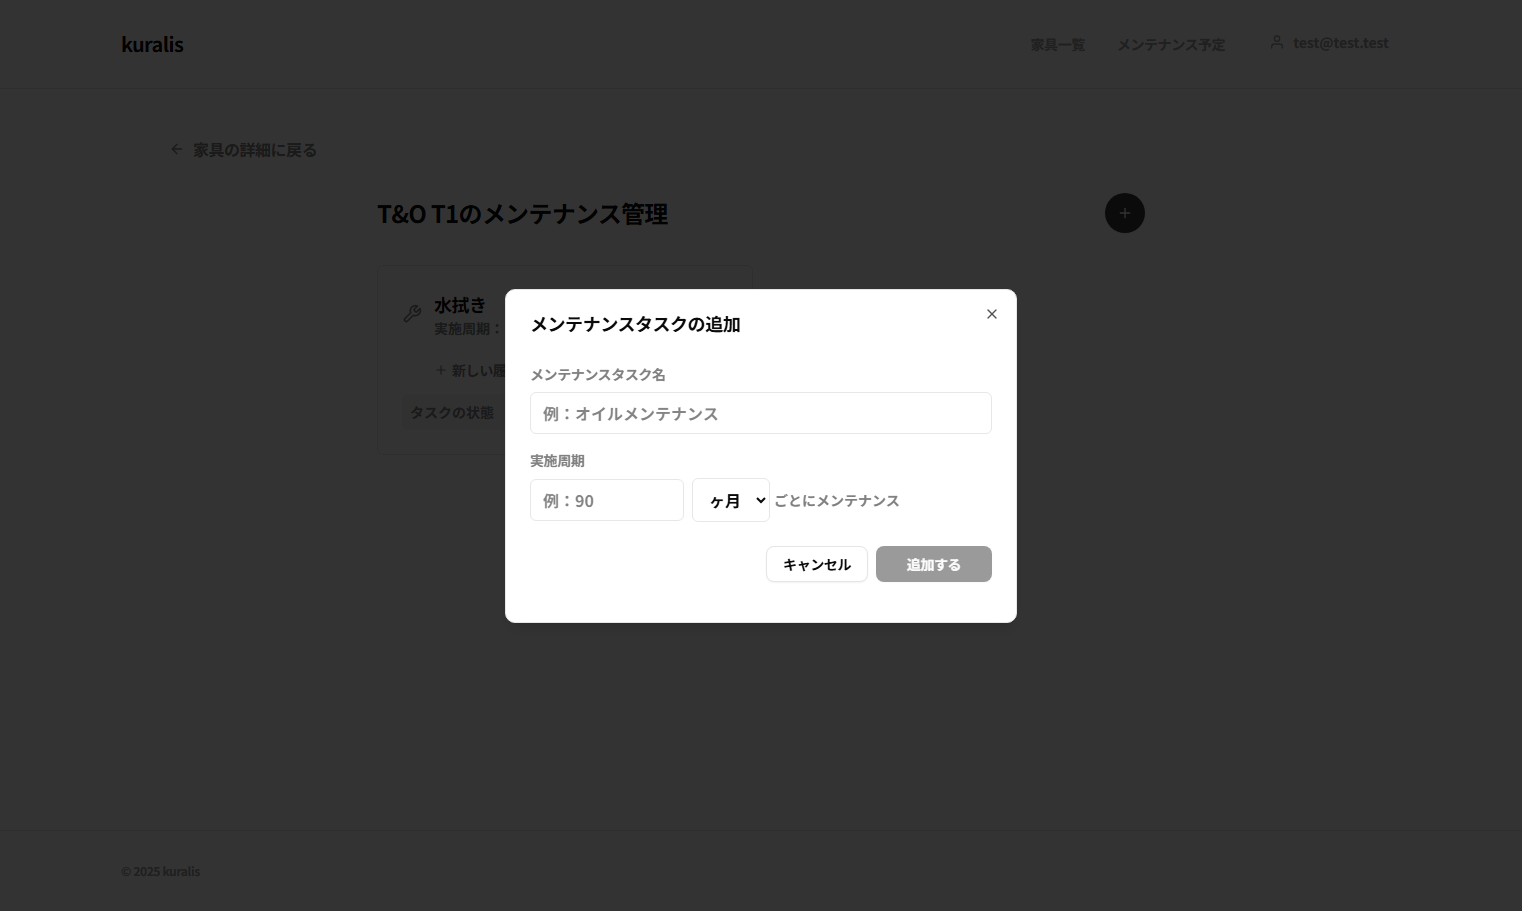 kuralis
家具一覧
メンテナンス予定
test@test.test
家具の詳細に戻る
T&O T1のメンテナンス管理
水拭き
実施周期：
新しい履
タスクの状態
メンテナンスタスクの追加
メンテナンスタスク名
例：オイルメンテナンス
実施周期
例：90
ヶ月
ごとにメンテナンス
キャンセル
追加する
© 2025 kuralis